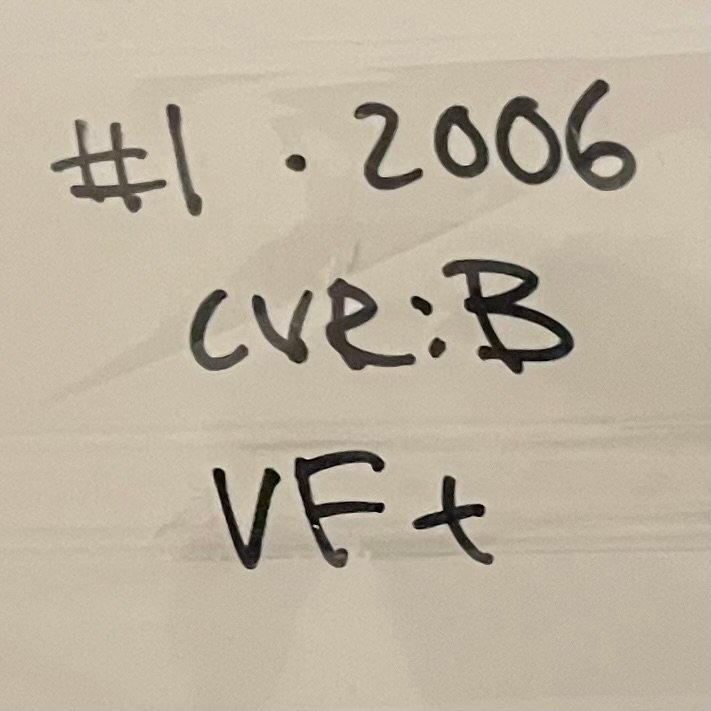 #1 · 2006
CVR:B
VF+